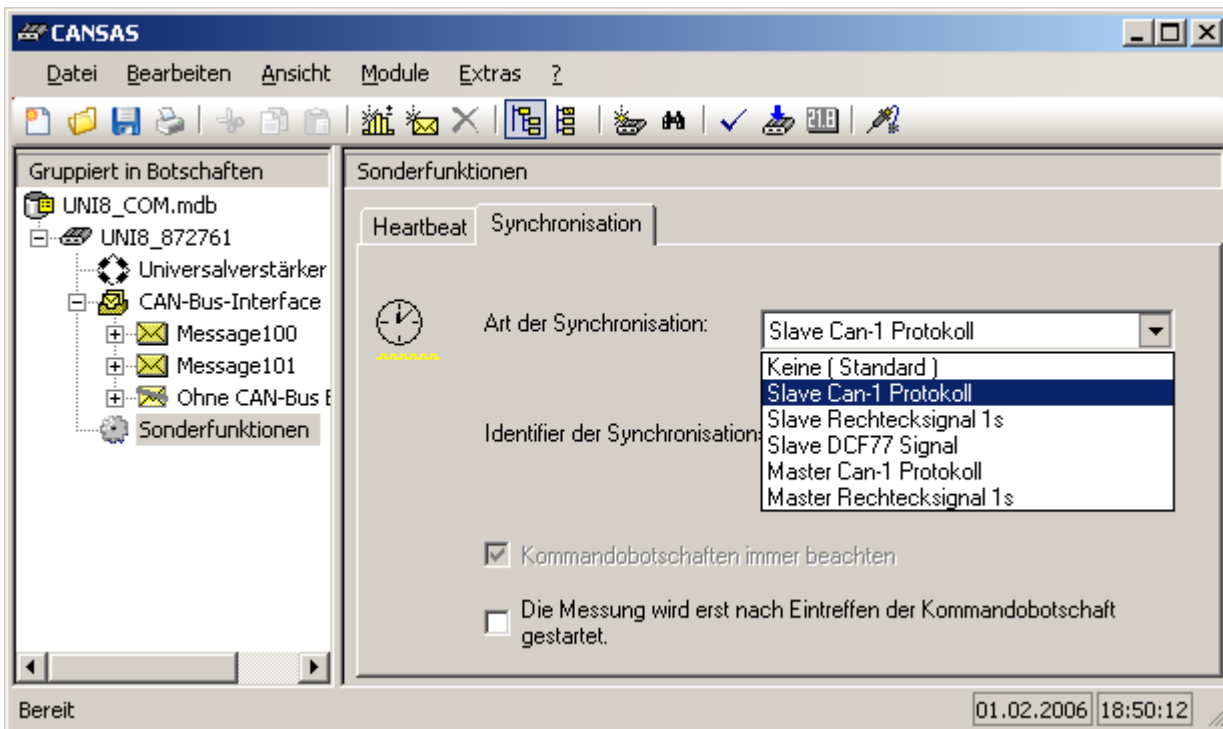 CANSAS
Datei Bearbeiten Ansicht Module Extras ?
Gruppiert in Botschaften
UNI8_COM.mdb
UNI8_872761
Universalverstärker
CAN-Bus-Interface
Message100
Message101
Ohne CAN-Bus
Sonderfunktionen
Sonderfunktionen
Heartbeat Synchronisation
Art der Synchronisation:
Slave Can-1 Protokoll
Keine ( Standard )
Slave Can-1 Protokoll
Slave Rechtecksignal 1s
Slave DCF77 Signal
Master Can-1 Protokoll
Master Rechtecksignal 1s
Identifier der Synchronisation:
Kommandobotschaften immer beachten
Die Messung wird erst nach Eintreffen der Kommandobotschaft
gestartet.
Bereit
01.02.2006 18:50:12